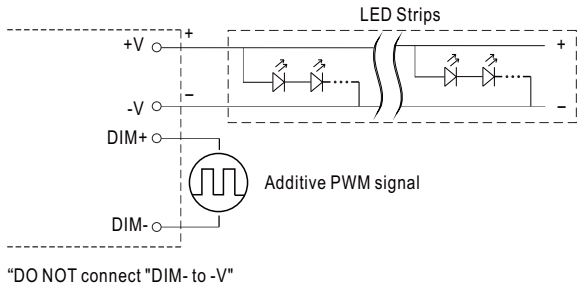 LED Strips
+V
+
+
-V
–
–
DIM+
Additive PWM signal
DIM-
“DO NOT connect "DIM- to -V"